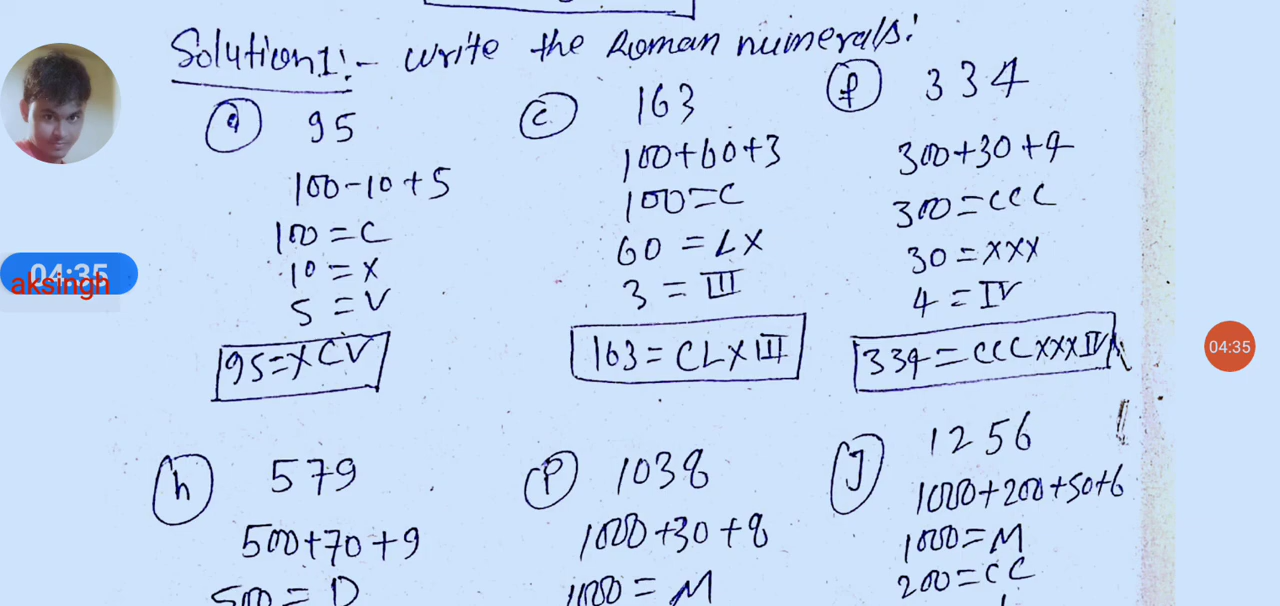 Solution 1:- write the Roman numerals:
(a) 95
100-10+5
100=C
10=X
5=V
95=XCV
(c) 163
100+60+3
100=C
60=LX
3=III
163=CLXIII
(f) 334
300+30+4
300=CCC
30=XXX
4=IV
334=CCCXXXIV
(h) 579
500+70+9
500=D
(P) 1038
1000+30+8
1000=M
(J) 1256
1000+200+50+6
1000=M
200=CC
04:35
aksingh
04:35